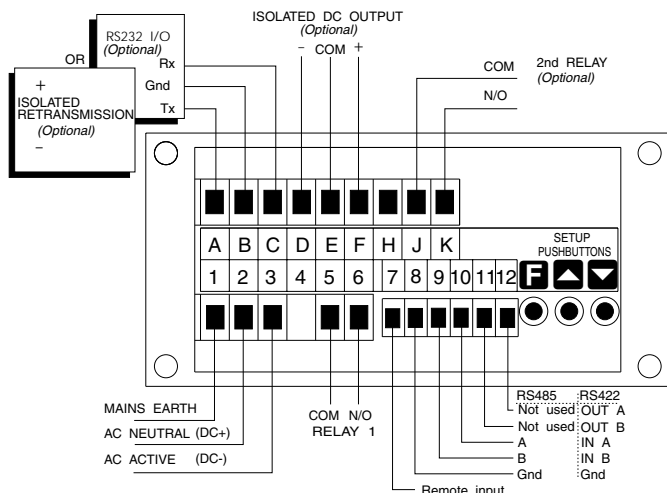 RS232 I/O
(Optional)
OR
Rx
Gnd
Tx
+
ISOLATED
RETRANSMISSION
(Optional)
–
ISOLATED DC OUTPUT
(Optional)
– COM +
COM
2nd RELAY
(Optional)
N/O
A B C D E F H J K
1 2 3 4 5 6 7 8 9 10 11 12
SETUP
PUSHBUTTONS
F
MAINS EARTH
AC NEUTRAL (DC+)
AC ACTIVE (DC-)
COM N/O
RELAY 1
RS485 RS422
Not used OUT A
Not used OUT B
A IN A
B IN B
Gnd Gnd
Remote input